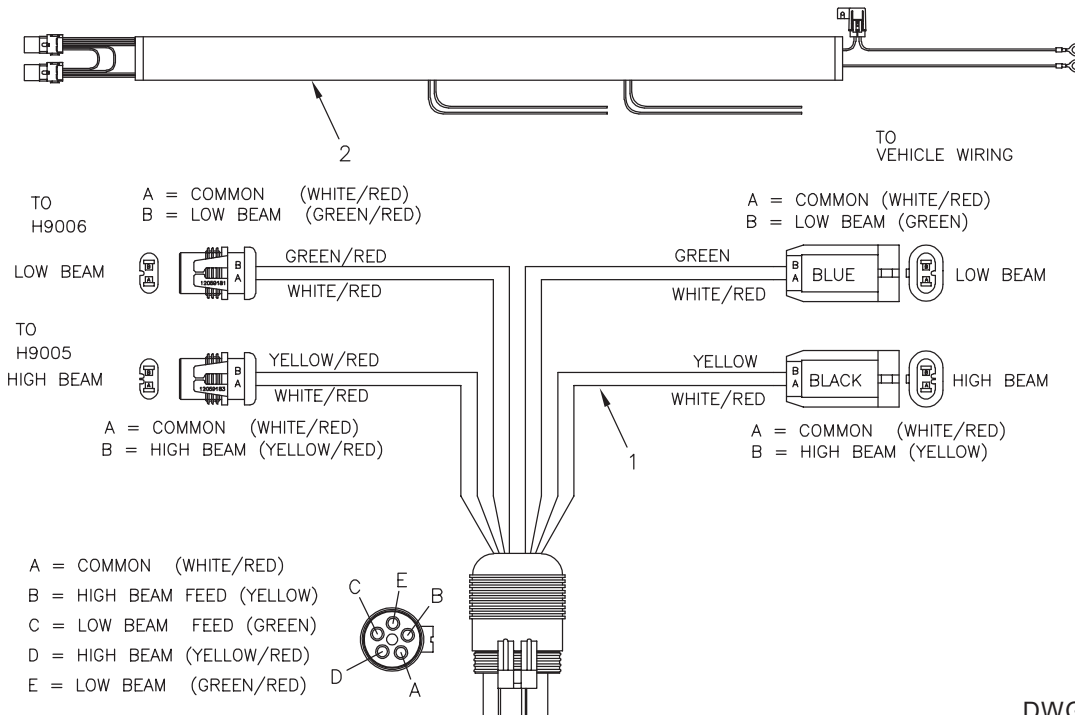 A
2
TO
VEHICLE WIRING
TO
H9006
A = COMMON (WHITE/RED)
B = LOW BEAM (GREEN/RED)
A = COMMON (WHITE/RED)
B = LOW BEAM (GREEN)
LOW BEAM
B
A
12059181
B
A
GREEN/RED
WHITE/RED
GREEN
WHITE/RED
B
A
BLUE
B
A
LOW BEAM
TO
H9005
HIGH BEAM
B
A
12059183
B
A
YELLOW/RED
WHITE/RED
YELLOW
WHITE/RED
B
A
BLACK
B
A
HIGH BEAM
A = COMMON (WHITE/RED)
B = HIGH BEAM (YELLOW/RED)
1
A = COMMON (WHITE/RED)
B = HIGH BEAM (YELLOW)
A = COMMON (WHITE/RED)
B = HIGH BEAM FEED (YELLOW)
C = LOW BEAM FEED (GREEN)
D = HIGH BEAM (YELLOW/RED)
E = LOW BEAM (GREEN/RED)
C
E
B
D
A
DWG